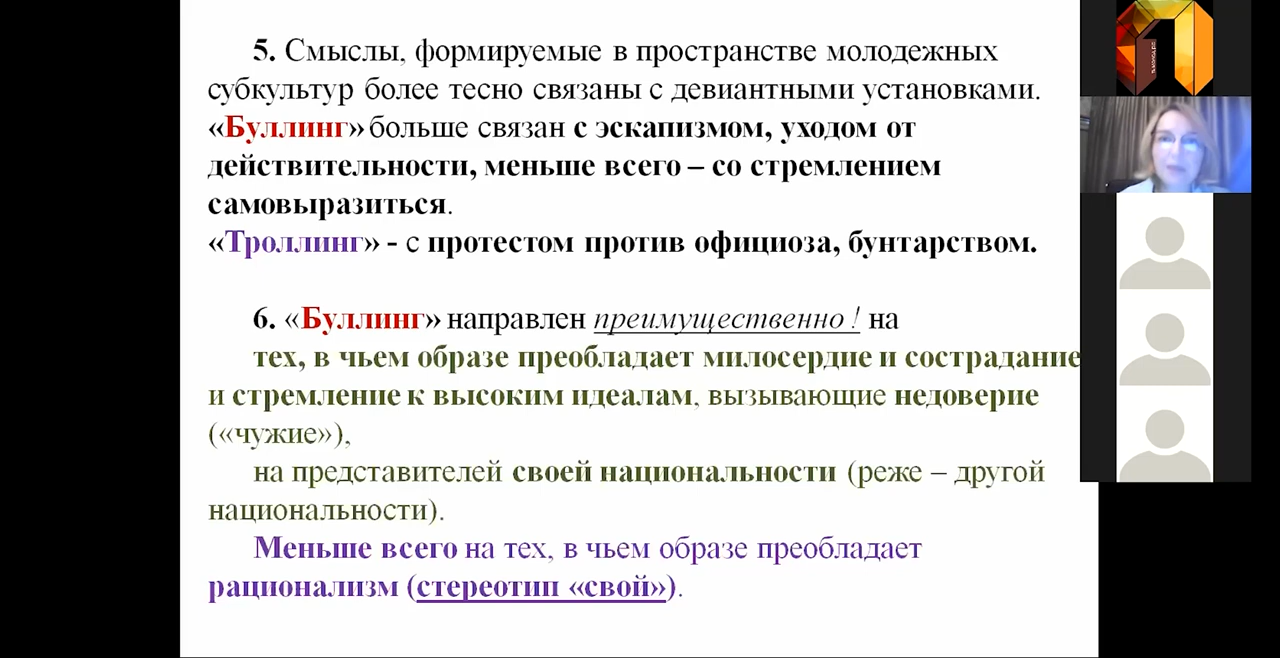 5. Смыслы, формируемые в пространстве молодежных
субкультур более тесно связаны с девиантными установками.
«Буллинг» больше связан с эскапизмом, уходом от
действительности, меньше всего – со стремлением
самовыразиться.
«Троллинг» - с протестом против официоза, бунтарством.
6. «Буллинг» направлен преимущественно ! на
тех, в чьем образе преобладает милосердие и сострадание
и стремление к высоким идеалам, вызывающие недоверие
(«чужие»),
на представителей своей национальности (реже – другой
национальности).
Меньше всего на тех, в чьем образе преобладает
рационализм (стереотип «свой»).